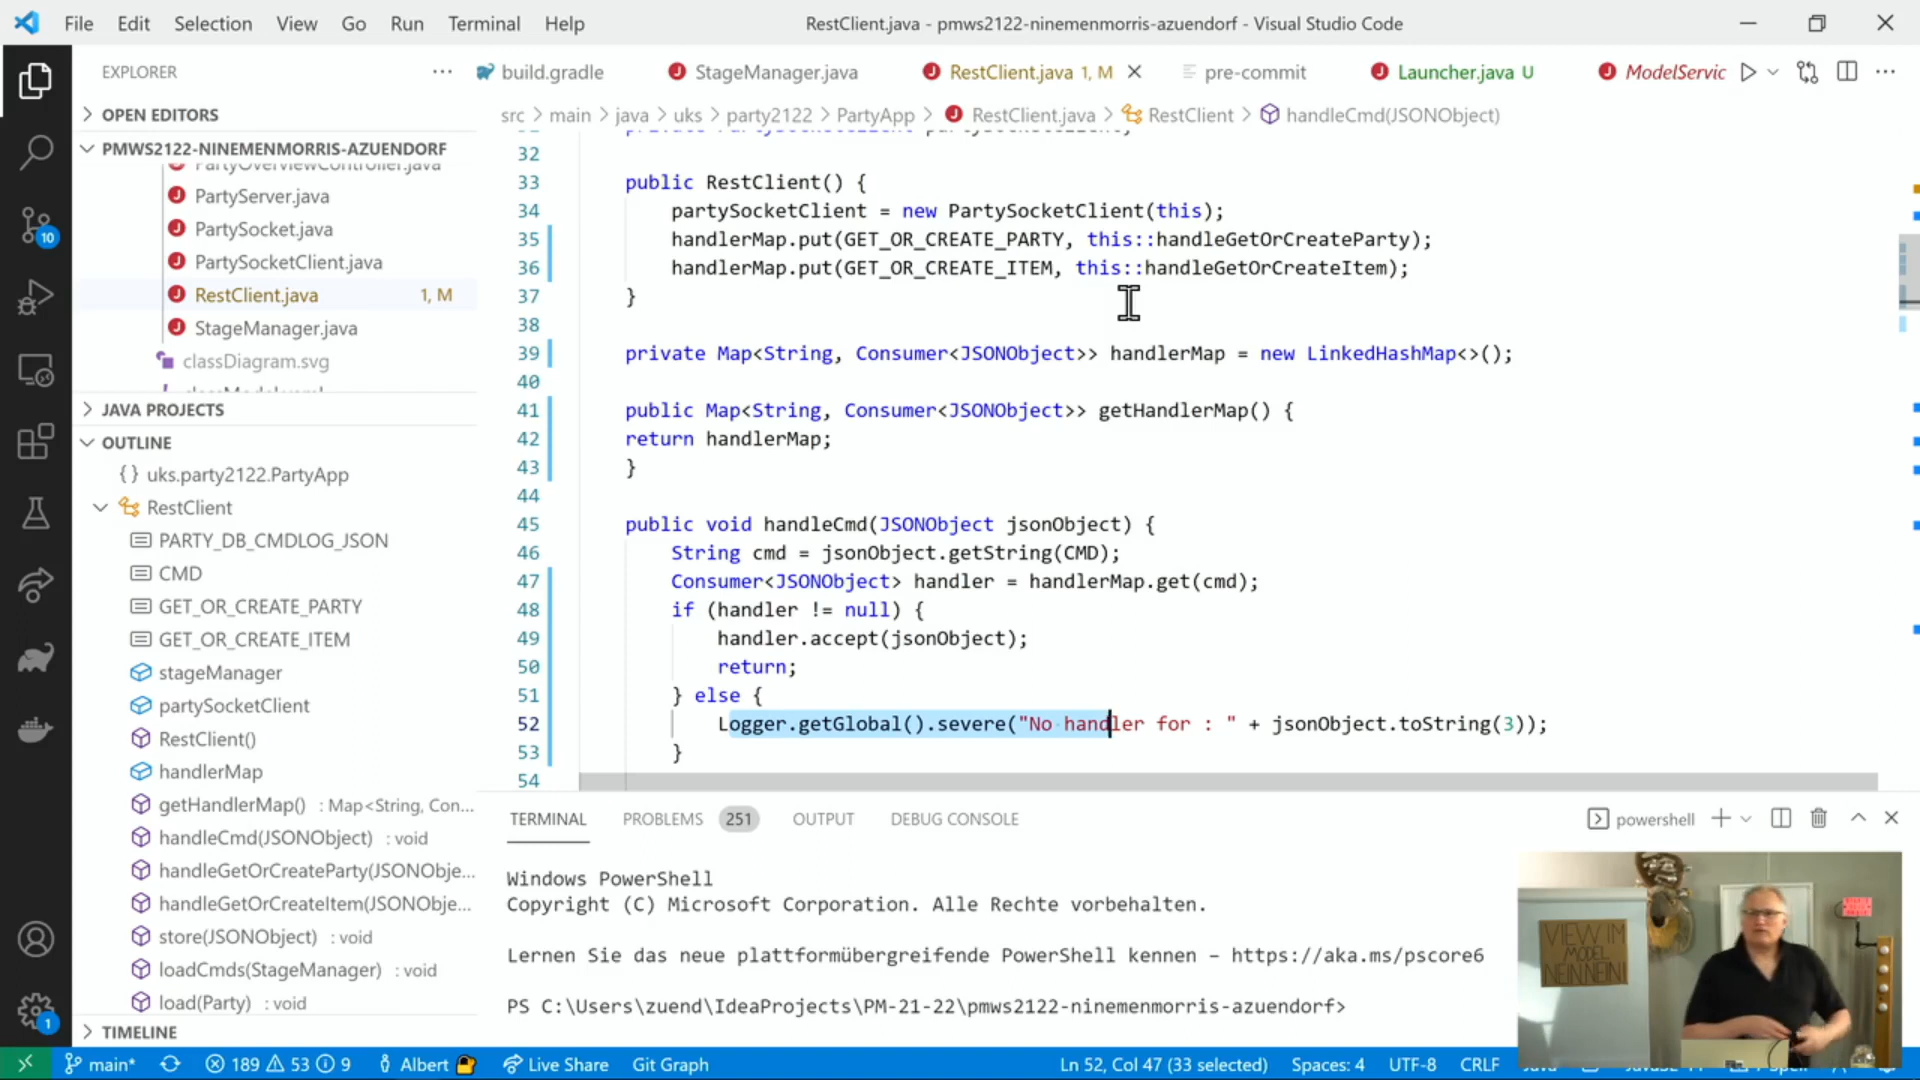 File Edit Selection View Go Run Terminal Help
RestClient.java - pmws2122-ninemenmorris-azuendorf - Visual Studio Code
EXPLORER
build.gradle StageManager.java RestClient.java 1, M pre-commit Launcher.java U ModelServic
OPEN EDITORS
src > main > java > uks > party2122 > PartyApp > RestClient.java > RestClient > handleCmd(JSONObject)
PMWS2122-NINEMENMORRIS-AZUENDORF
PartyOverviewController.java
PartyServer.java
PartySocket.java
PartySocketClient.java
RestClient.java 1, M
StageManager.java
classDiagram.svg
JAVA PROJECTS
OUTLINE
{} uks.party2122.PartyApp
RestClient
PARTY_DB_CMDLOG_JSON
CMD
GET_OR_CREATE_PARTY
GET_OR_CREATE_ITEM
stageManager
partySocketClient
RestClient()
handlerMap
getHandlerMap() : Map<String, Con...
handleCmd(JSONObject) : void
handleGetOrCreateParty(JSONObje...
handleGetOrCreateItem(JSONObje...
store(JSONObject) : void
loadCmds(StageManager) : void
load(Party) : void
TIMELINE
10
1
private PartySocketClient partySocketClient;
32
33 public RestClient() {
34 partySocketClient = new PartySocketClient(this);
35 handlerMap.put(GET_OR_CREATE_PARTY, this::handleGetOrCreateParty);
36 handlerMap.put(GET_OR_CREATE_ITEM, this::handleGetOrCreateItem);
37 }
38
39 private Map<String, Consumer<JSONObject>> handlerMap = new LinkedHashMap<>();
40
41 public Map<String, Consumer<JSONObject>> getHandlerMap() {
42 return handlerMap;
43 }
44
45 public void handleCmd(JSONObject jsonObject) {
46 String cmd = jsonObject.getString(CMD);
47 Consumer<JSONObject> handler = handlerMap.get(cmd);
48 if (handler != null) {
49 handler.accept(jsonObject);
50 return;
51 } else {
52 Logger.getGlobal().severe("No handler for : " + jsonObject.toString(3));
53 }
54
TERMINAL PROBLEMS 251 OUTPUT DEBUG CONSOLE powershell
Windows PowerShell
Copyright (C) Microsoft Corporation. Alle Rechte vorbehalten.
Lernen Sie das neue plattformübergreifende PowerShell kennen – https://aka.ms/pscore6
PS C:\Users\zuend\IdeaProjects\PM-21-22\pmws2122-ninemenmorris-azuendorf>
VIEW IM
MODEL
NEIN NEIN!
main* 189 53 9 Albert Live Share Git Graph Ln 52, Col 47 (33 selected) Spaces: 4 UTF-8 CRLF